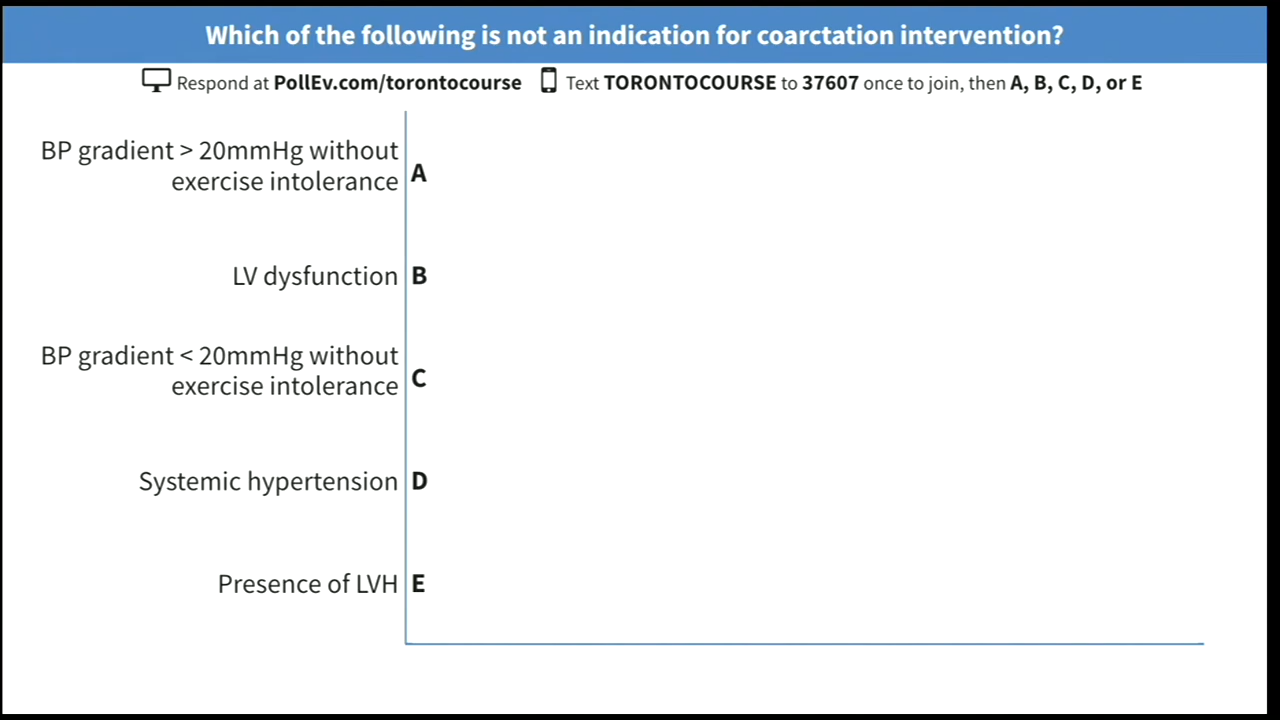 Which of the following is not an indication for coarctation intervention?
Respond at PollEv.com/torontocourse Text TORONTOCOURSE to 37607 once to join, then A, B, C, D, or E
BP gradient > 20mmHg without
exercise intolerance
A
LV dysfunction B
BP gradient < 20mmHg without
exercise intolerance
C
Systemic hypertension D
Presence of LVH E